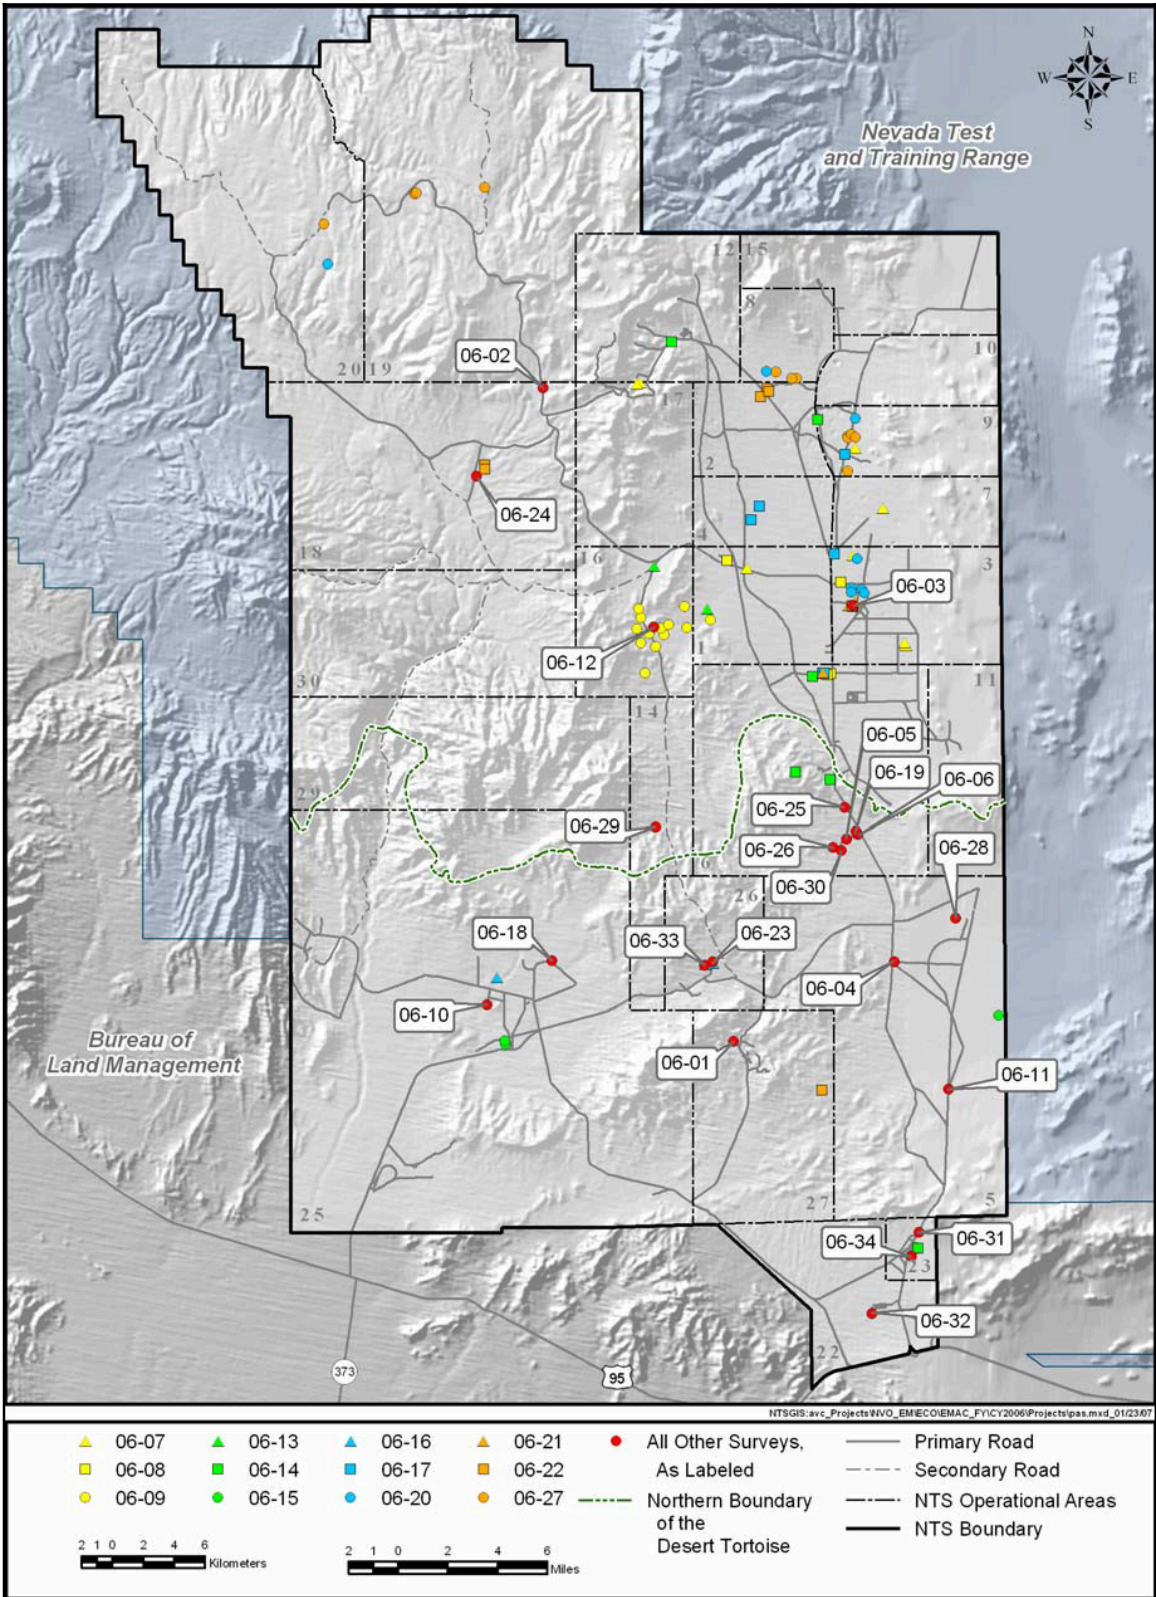 N
W
E
S
Nevada Test
and Training Range
12
15
8
10
06-02
20
19
17
9
2
7
06-24
4
18
16
3
06-03
06-12
1
3
30
11
14
06-05
06-19
06-06
29
06-25
06-29
06-26
06-28
6
06-30
26
06-18
06-33
06-23
06-04
06-10
Bureau of
Land Management
06-01
06-11
25
27
5
06-34
06-31
23
06-32
22
373
95
NTSGIS:avc_Projects\NVO_EM\ECO\EMAC_FY\CY2006\Projects\pas.mxd_01/23/07
06-07
06-13
06-16
06-21
All Other Surveys,
As Labeled
Primary Road
06-08
06-14
06-17
06-22
Secondary Road
06-09
06-15
06-20
06-27
Northern Boundary
of the
Desert Tortoise
NTS Operational Areas
NTS Boundary
2 1 0 2 4 6
Kilometers
2 1 0 2 4 6
Miles